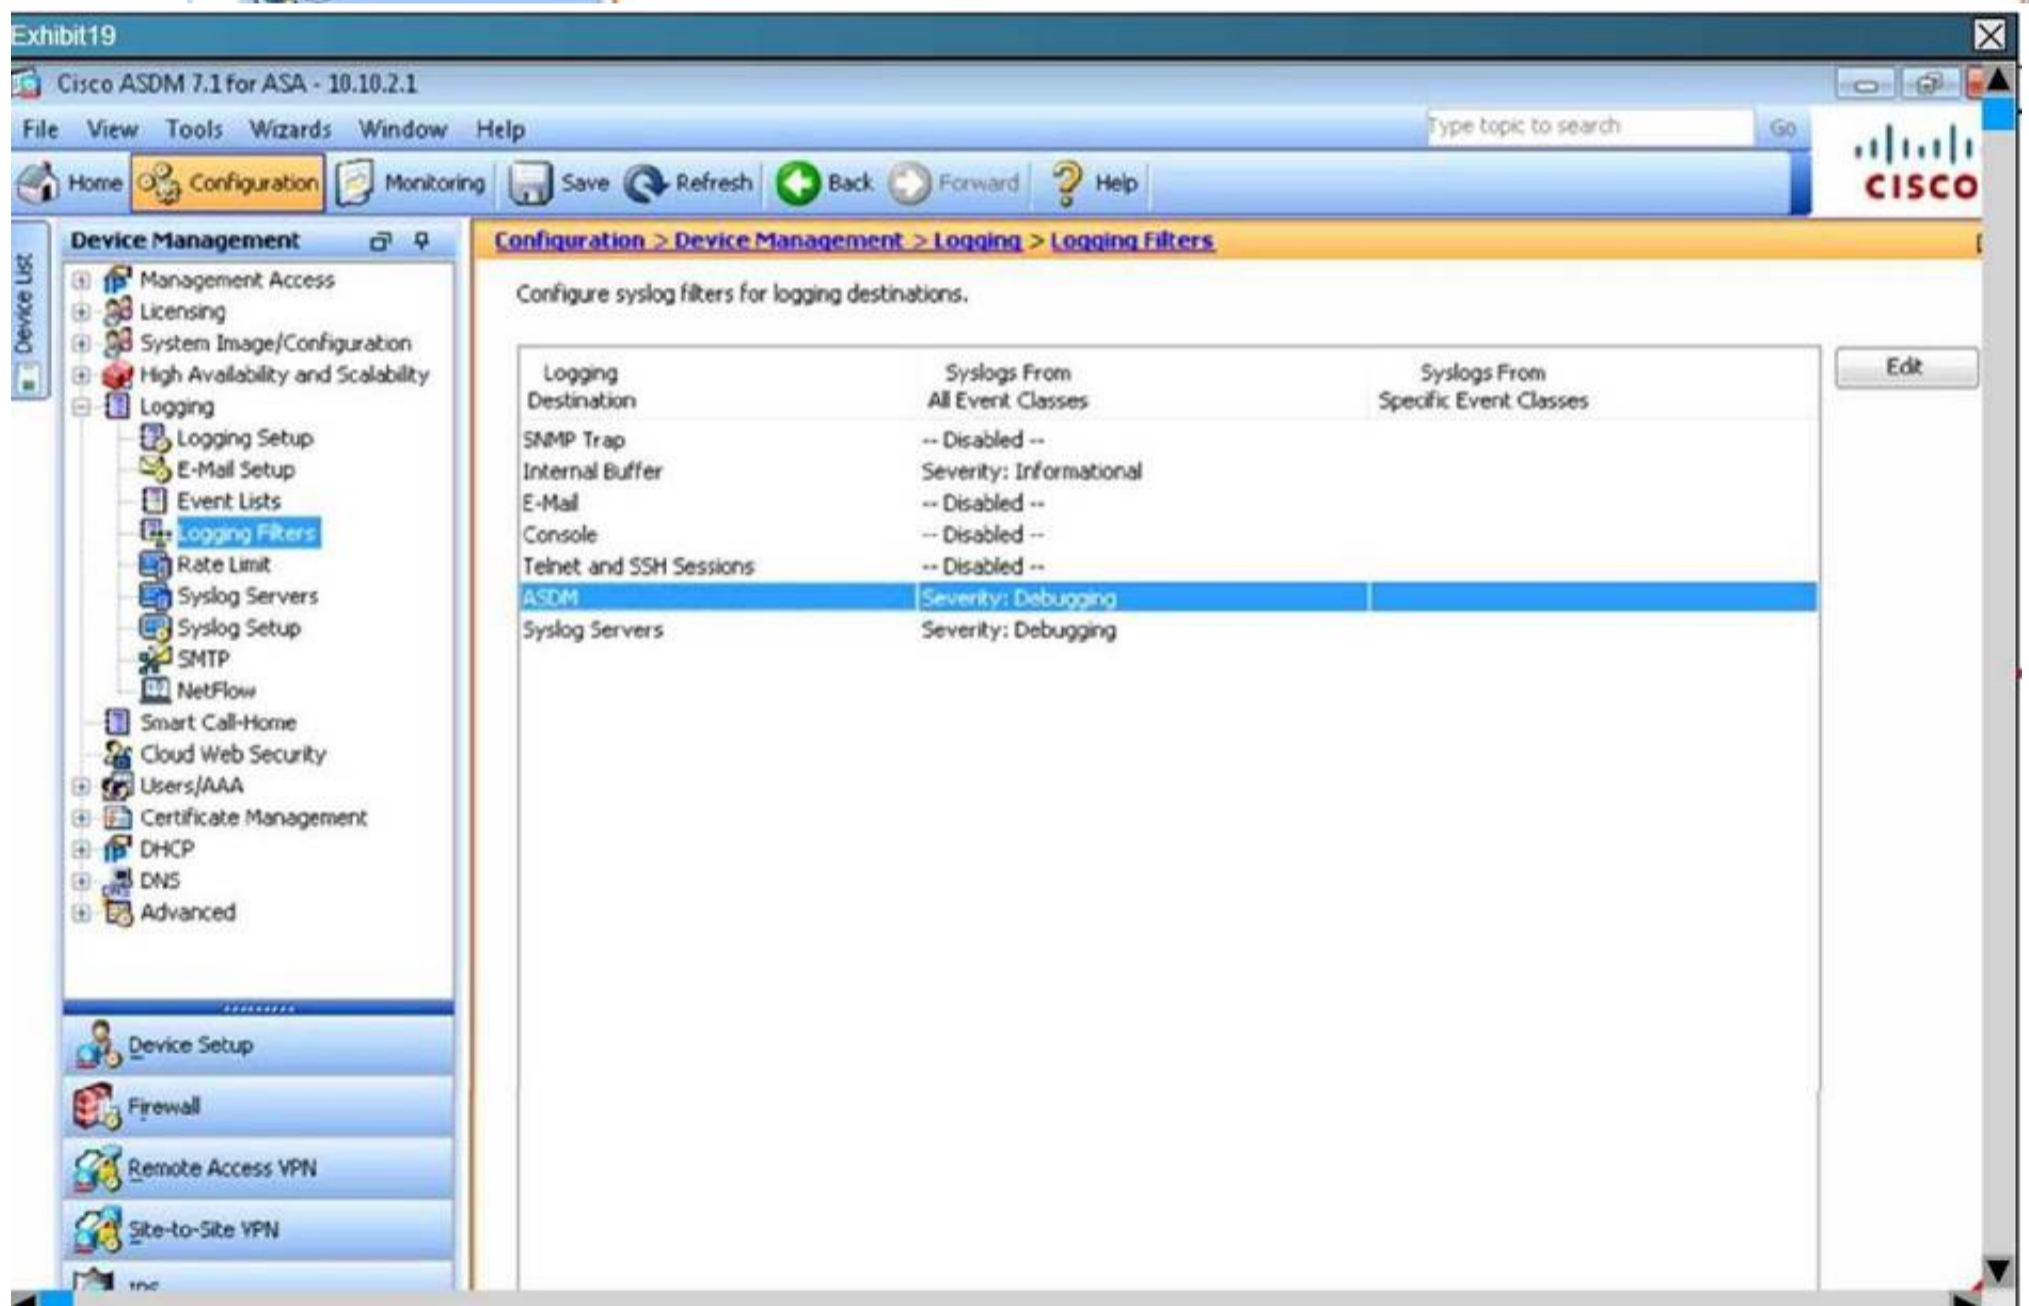 Exhibit19
Cisco ASDM 7.1 for ASA - 10.10.2.1
File View Tools Wizards Window Help
Type topic to search Go
Home Configuration Monitoring Save Refresh Back Forward Help
CISCO
Device List
Device Management
Management Access
Licensing
System Image/Configuration
High Availability and Scalability
Logging
Logging Setup
E-Mail Setup
Event Lists
Logging Filters
Rate Limit
Syslog Servers
Syslog Setup
SMTP
NetFlow
Smart Call-Home
Cloud Web Security
Users/AAA
Certificate Management
DHCP
DNS
Advanced
Device Setup
Firewall
Remote Access VPN
Site-to-Site VPN
Configuration > Device Management > Logging > Logging Filters
Configure syslog filters for logging destinations.
Logging Syslogs From Syslogs From
Destination All Event Classes Specific Event Classes
SNMP Trap -- Disabled --
Internal Buffer Severity: Informational
E-Mail -- Disabled --
Console -- Disabled --
Telnet and SSH Sessions -- Disabled --
ASDM Severity: Debugging
Syslog Servers Severity: Debugging
Edit